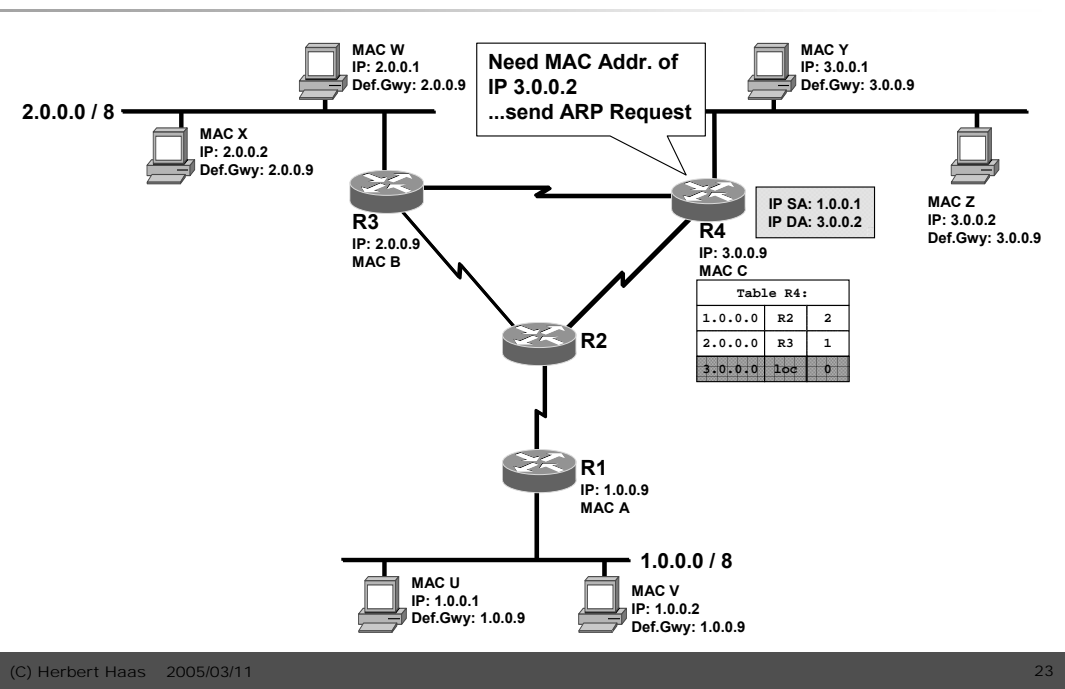 MAC W
IP: 2.0.0.1
Def.Gwy: 2.0.0.9
Need MAC Addr. of
IP 3.0.0.2
...send ARP Request
MAC Y
IP: 3.0.0.1
Def.Gwy: 3.0.0.9
2.0.0.0 / 8
MAC X
IP: 2.0.0.2
Def.Gwy: 2.0.0.9
MAC Z
IP: 3.0.0.2
Def.Gwy: 3.0.0.9
R3
IP: 2.0.0.9
MAC B
IP SA: 1.0.0.1
IP DA: 3.0.0.2
R4
IP: 3.0.0.9
MAC C
Table R4:
1.0.0.0 R2 2
2.0.0.0 R3 1
3.0.0.0 loc 0
R2
R1
IP: 1.0.0.9
MAC A
1.0.0.0 / 8
MAC U
IP: 1.0.0.1
Def.Gwy: 1.0.0.9
MAC V
IP: 1.0.0.2
Def.Gwy: 1.0.0.9
(C) Herbert Haas 2005/03/11
23